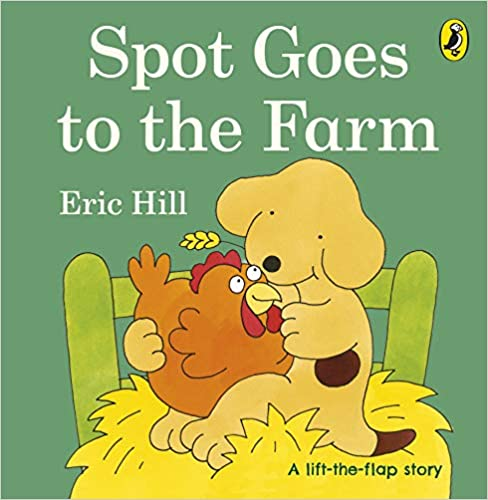 Spot Goes
to the Farm
Eric Hill
A lift-the-flap story